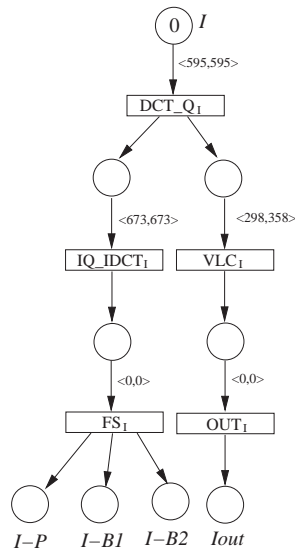 0 I
<595,595>
DCT_Q_I
<673,673> <298,358>
IQ_IDCT_I VLC_I
<0,0> <0,0>
FS_I OUT_I
I–P I–B1 I–B2 Iout